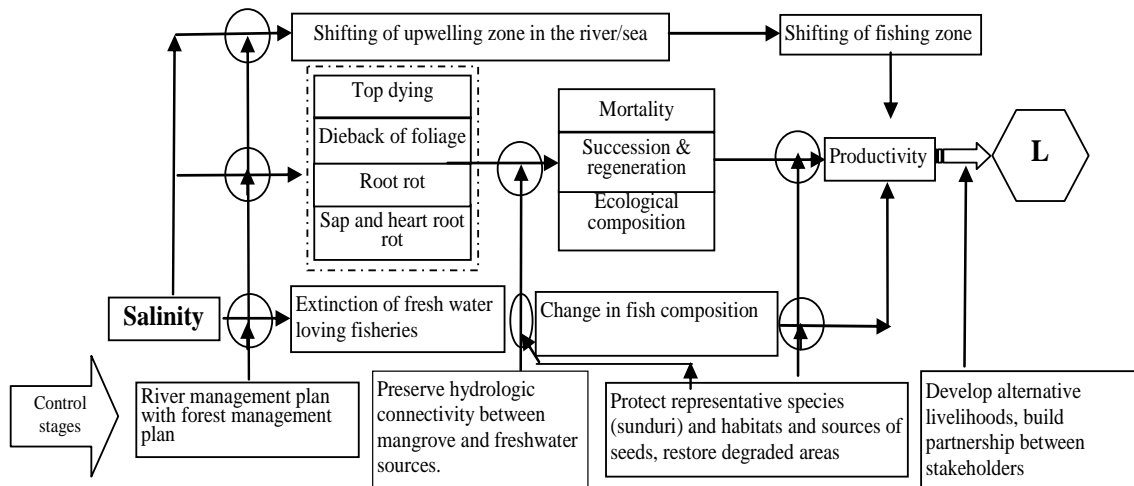 Shifting of upwelling zone in the river/sea
Shifting of fishing zone
Top dying
Dieback of foliage
Root rot
Sap and heart root
rot
Mortality
Succession &
regeneration
Ecological
composition
Productivity
L
Salinity
Extinction of fresh water
loving fisheries
Change in fish composition
Control
stages
River management plan
with forest management
plan
Preserve hydrologic
connectivity between
mangrove and freshwater
sources.
Protect representative species
(sunduri) and habitats and sources of
seeds, restore degraded areas
Develop alternative
livelihoods, build
partnership between
stakeholders